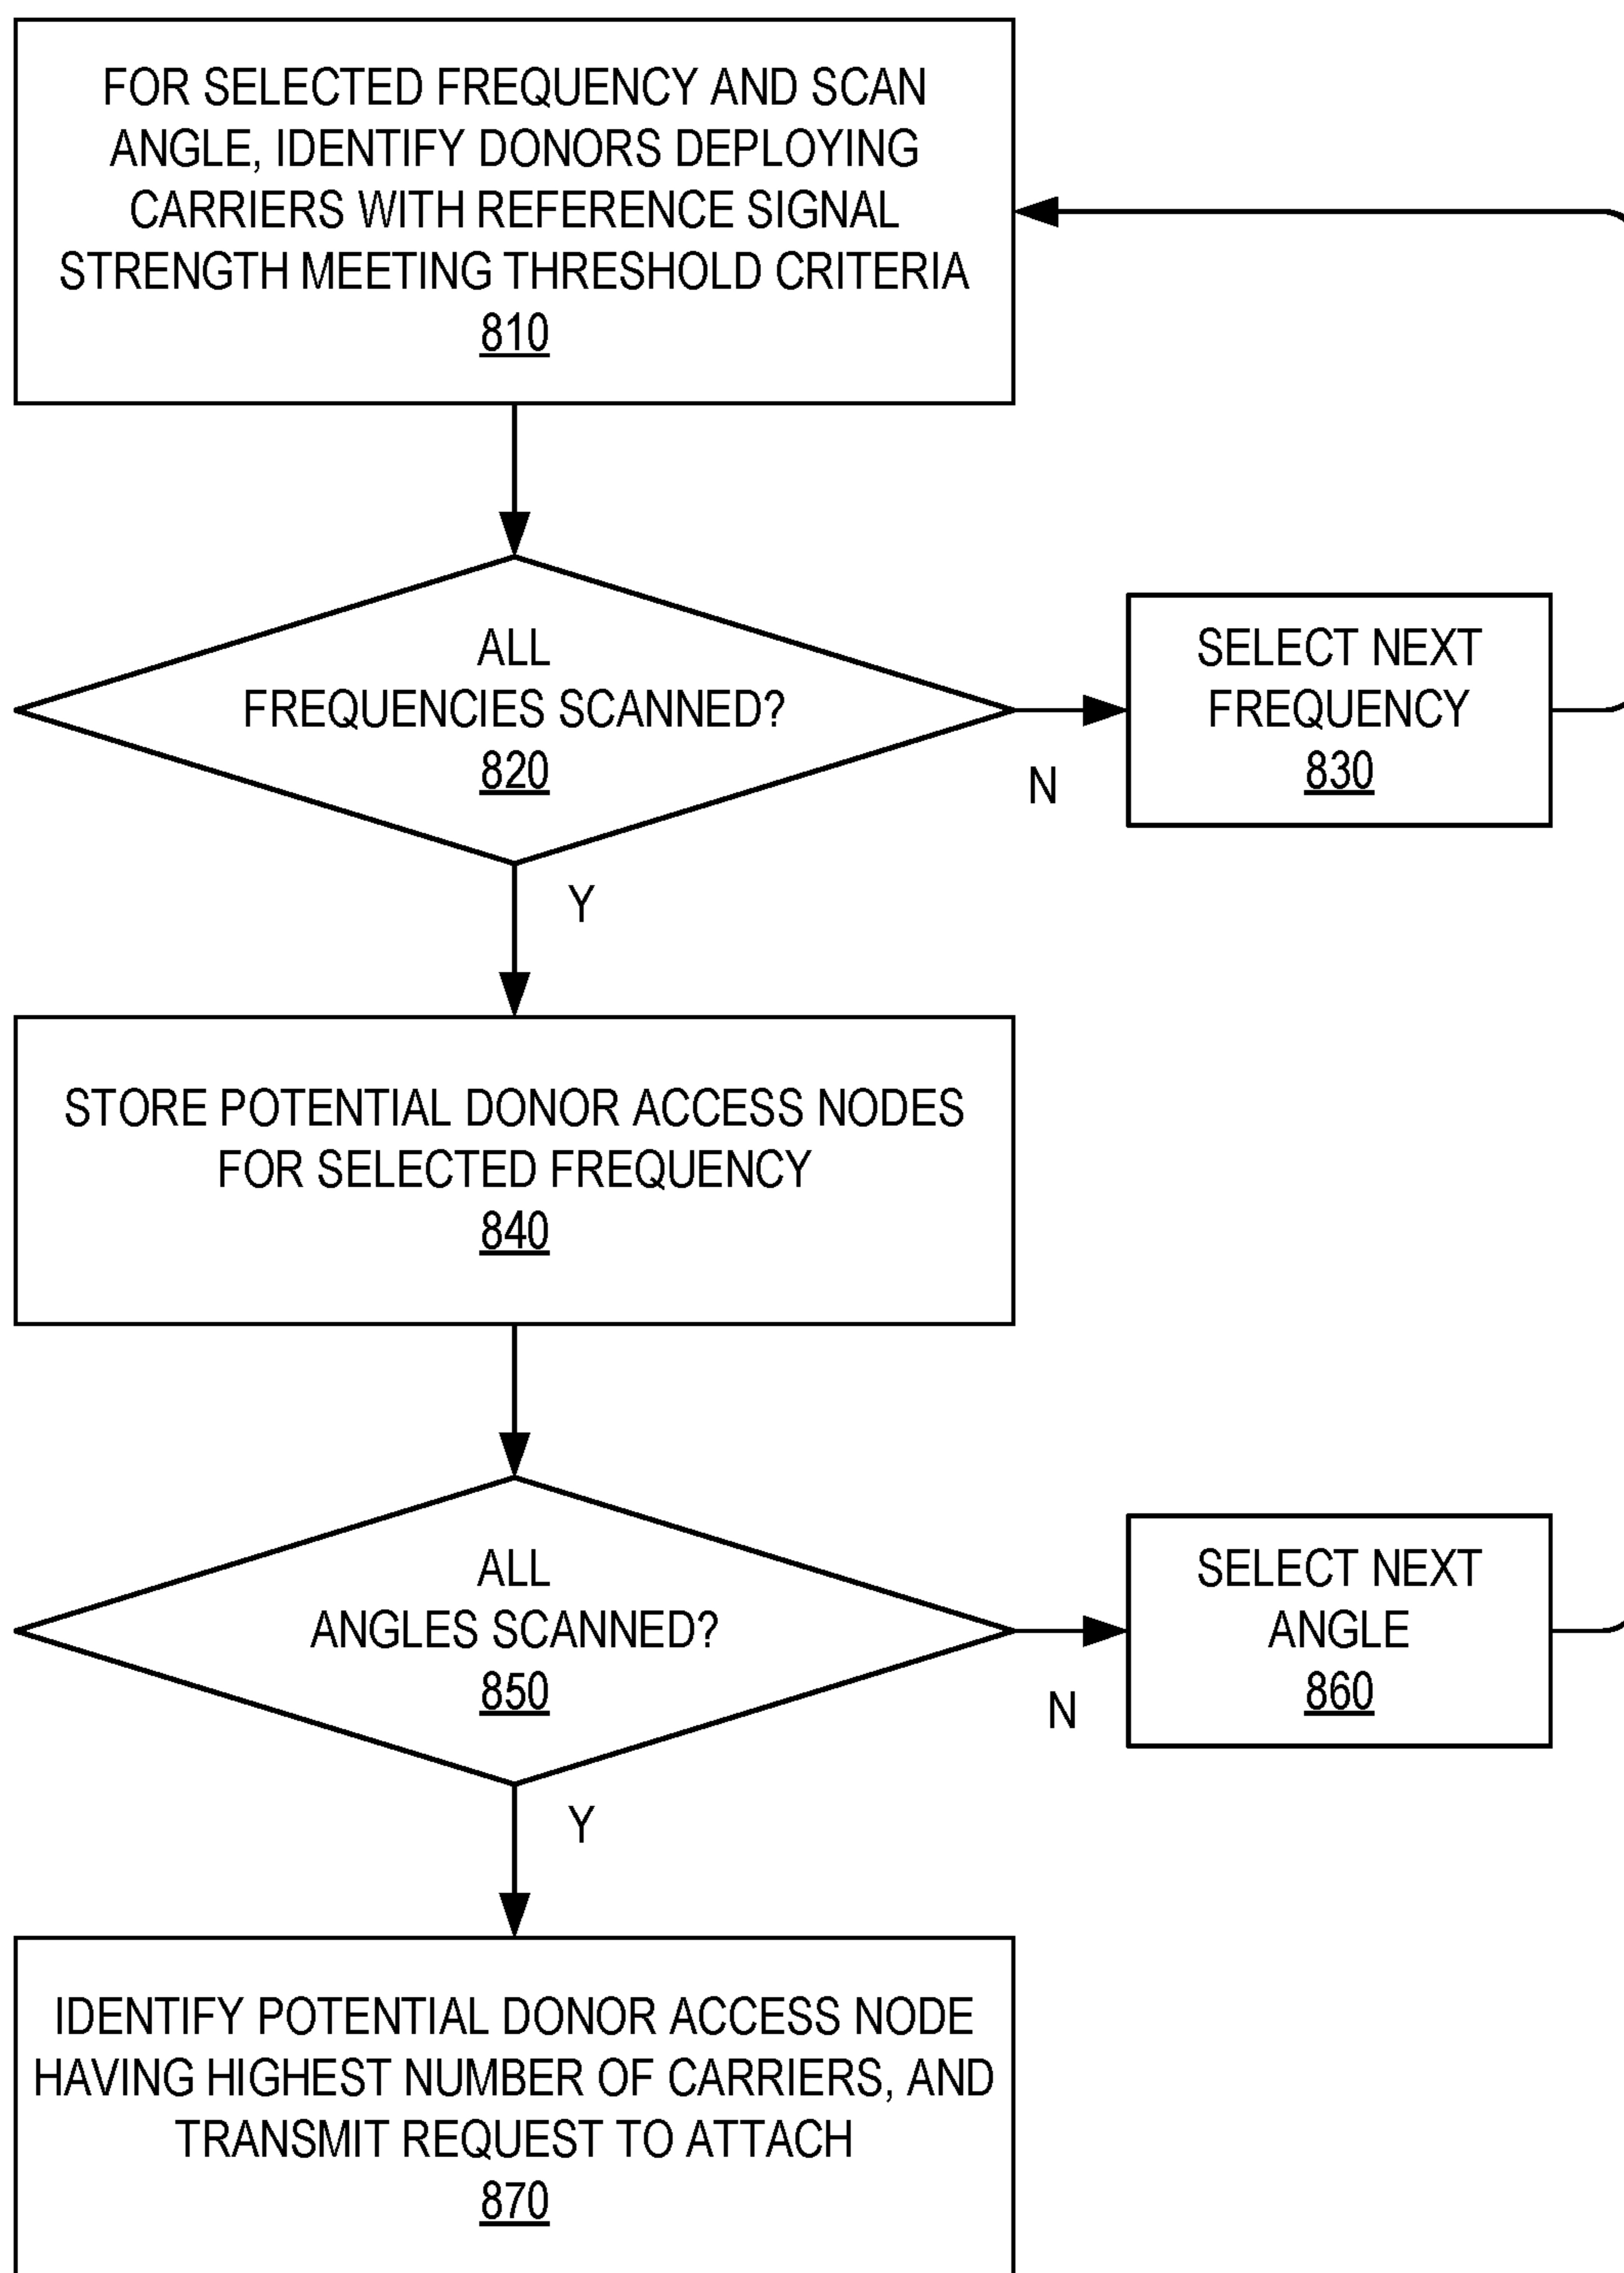 FOR SELECTED FREQUENCY AND SCAN
ANGLE, IDENTIFY DONORS DEPLOYING
CARRIERS WITH REFERENCE SIGNAL
STRENGTH MEETING THRESHOLD CRITERIA
810
ALL
FREQUENCIES SCANNED?
820
N
SELECT NEXT
FREQUENCY
830
Y
STORE POTENTIAL DONOR ACCESS NODES
FOR SELECTED FREQUENCY
840
ALL
ANGLES SCANNED?
850
N
SELECT NEXT
ANGLE
860
Y
IDENTIFY POTENTIAL DONOR ACCESS NODE
HAVING HIGHEST NUMBER OF CARRIERS, AND
TRANSMIT REQUEST TO ATTACH
870